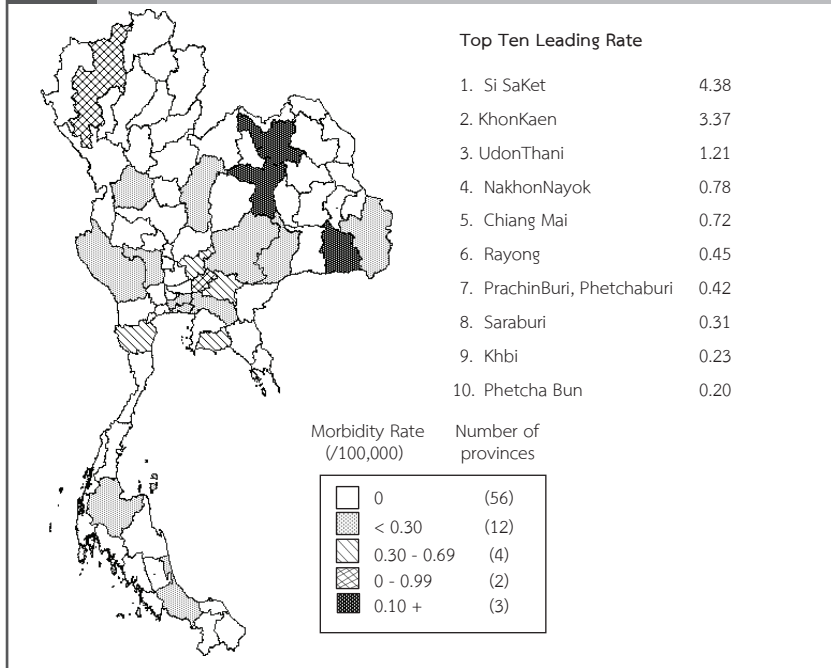 Top Ten Leading Rate
1. Si SaKet 4.38
2. KhonKaen 3.37
3. UdonThani 1.21
4. NakhonNayok 0.78
5. Chiang Mai 0.72
6. Rayong 0.45
7. PrachinBuri, Phetchaburi 0.42
8. Saraburi 0.31
9. Khbi 0.23
10. Phetcha Bun 0.20
Morbidity Rate Number of
(/100,000) provinces
0 (56)
< 0.30 (12)
0.30 - 0.69 (4)
0 - 0.99 (2)
0.10 + (3)